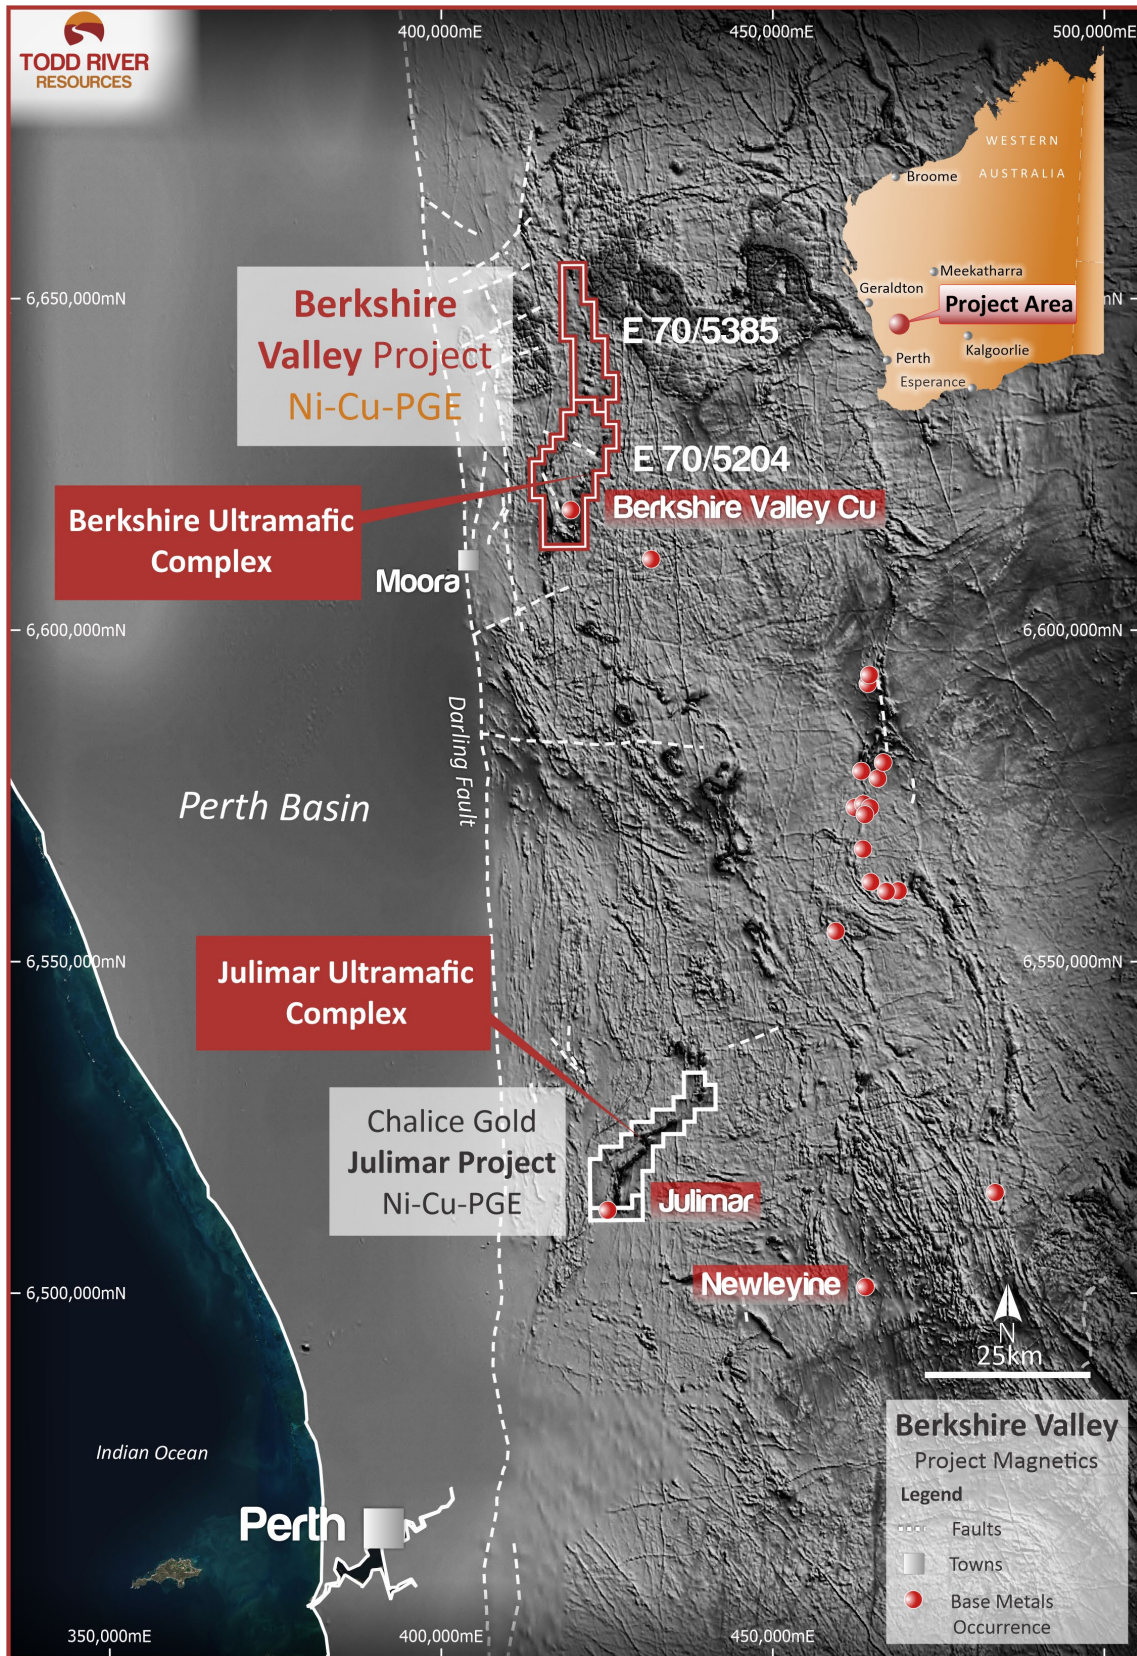 TODD RIVER
RESOURCES
400,000mE
450,000mE
500,000mE
WESTERN
AUSTRALIA
Broome
Meekatharra
Geraldton
Project Area
Kalgoorlie
Perth
Esperance
6,650,000mN
mN
Berkshire
Valley Project
Ni-Cu-PGE
E 70/5385
E 70/5204
Berkshire Valley Cu
Berkshire Ultramafic
Complex
Moora
6,600,000mN
6,600,000mN
Darling Fault
Perth Basin
6,550,000mN
6,550,000mN
Julimar Ultramafic
Complex
Chalice Gold
Julimar Project
Ni-Cu-PGE
Julimar
Newleyine
6,500,000mN
N
25km
Berkshire Valley
Project Magnetics
Legend
Faults
Towns
Base Metals
Occurrence
Indian Ocean
Perth
350,000mE
400,000mE
450,000mE